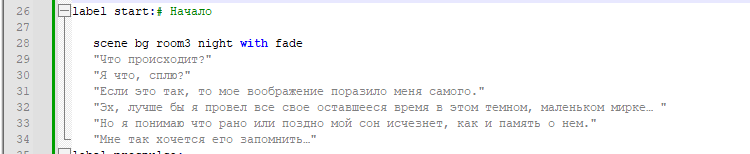 26 label start:# Начало
27
28 scene bg room3 night with fade
29 "Что происходит?"
30 "Я что, сплю?"
31 "Если это так, то мое воображение поразило меня самого."
32 "Эх, лучше бы я провел все свое оставшееся время в этом темном, маленьком мирке… "
33 "Но я понимаю что рано или поздно мой сон исчезнет, как и память о нем."
34 "Мне так хочется его запомнить…"